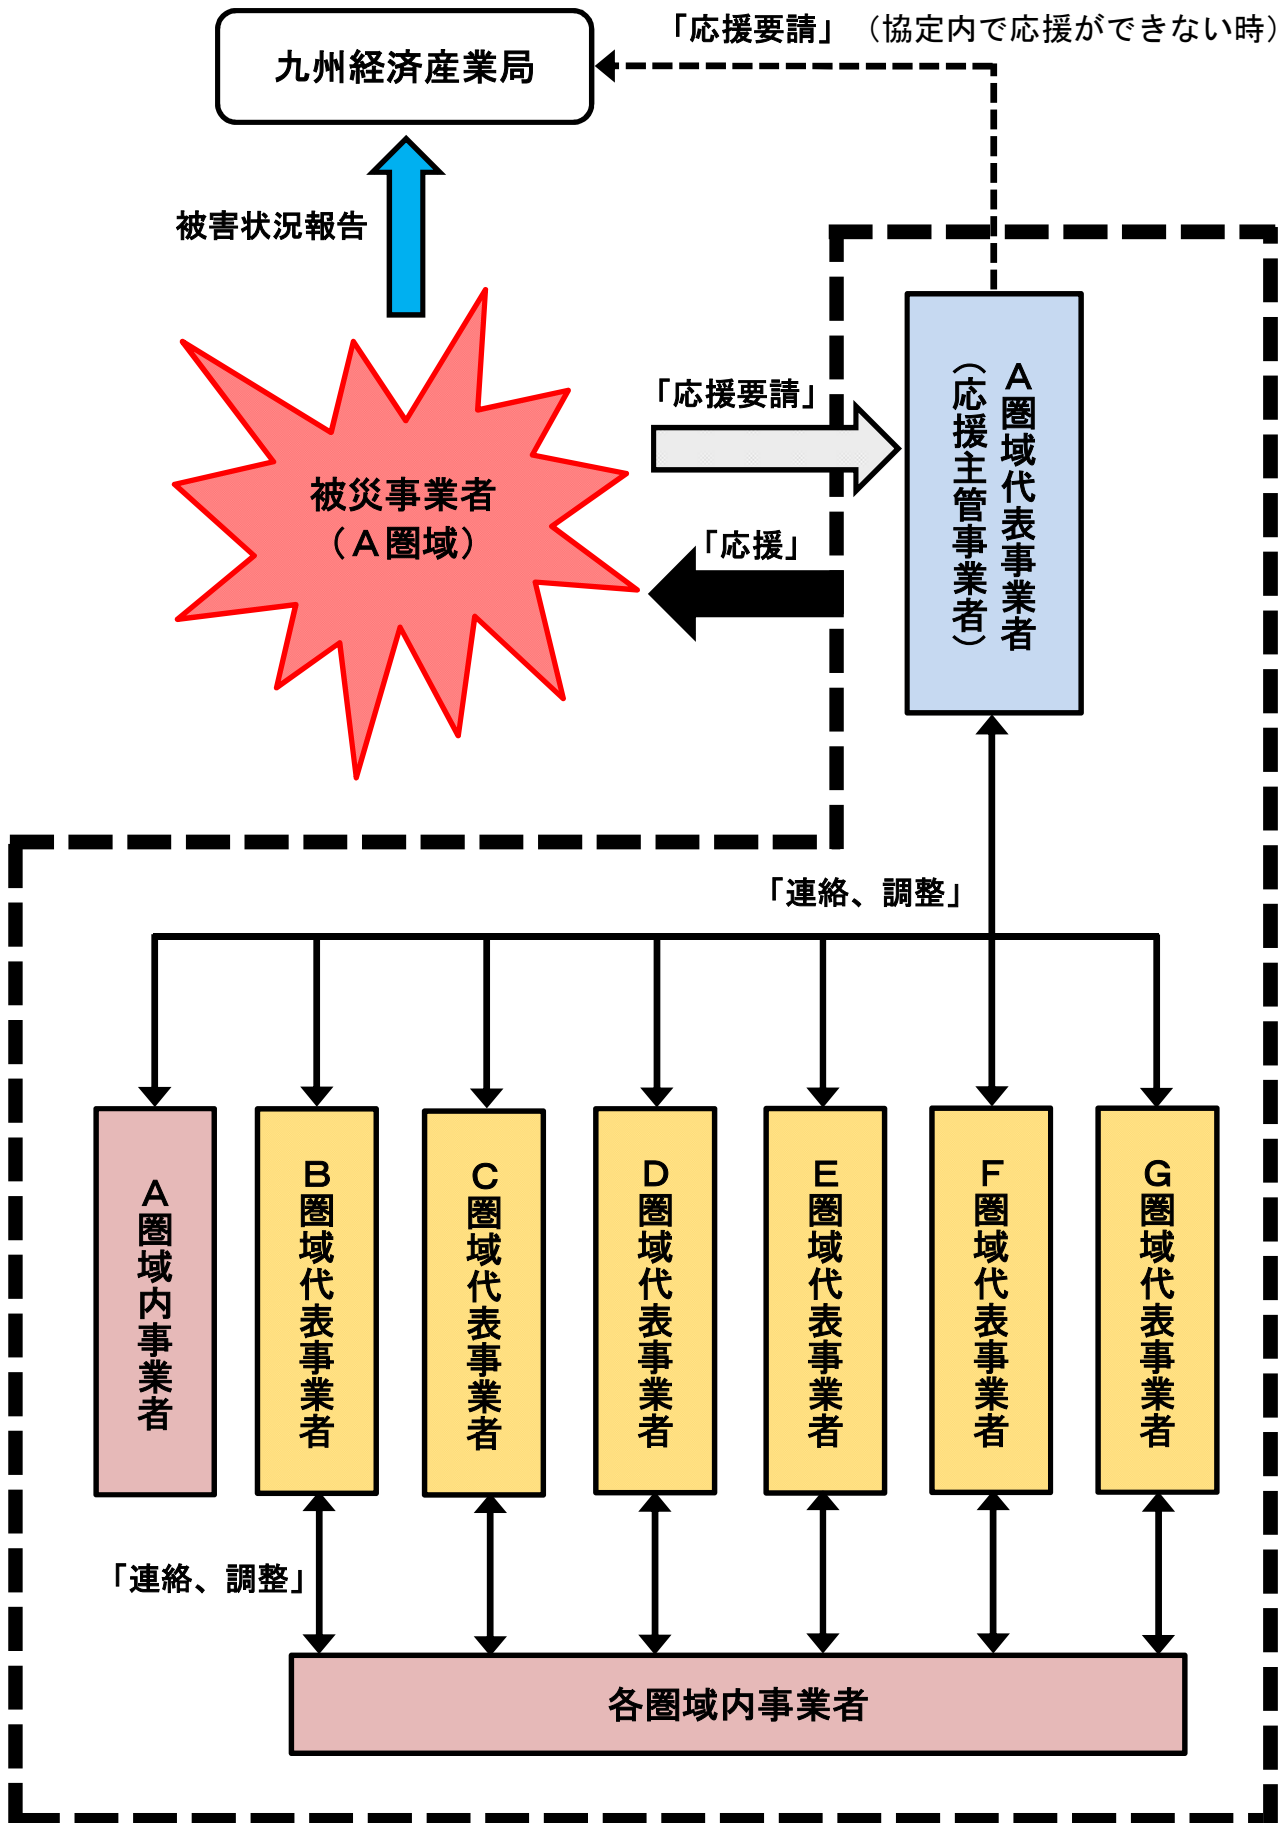 「応援要請」（協定内で応援ができない時）
九州経済産業局
被害状況報告
「応援要請」
Ａ圏域代表事業者
（応援主管事業者）
被災事業者
（Ａ圏域）
「応援」
「連絡、調整」
Ａ圏域内事業者
Ｂ圏域代表事業者
Ｃ圏域代表事業者
Ｄ圏域代表事業者
Ｅ圏域代表事業者
Ｆ圏域代表事業者
Ｇ圏域代表事業者
「連絡、調整」
各圏域内事業者